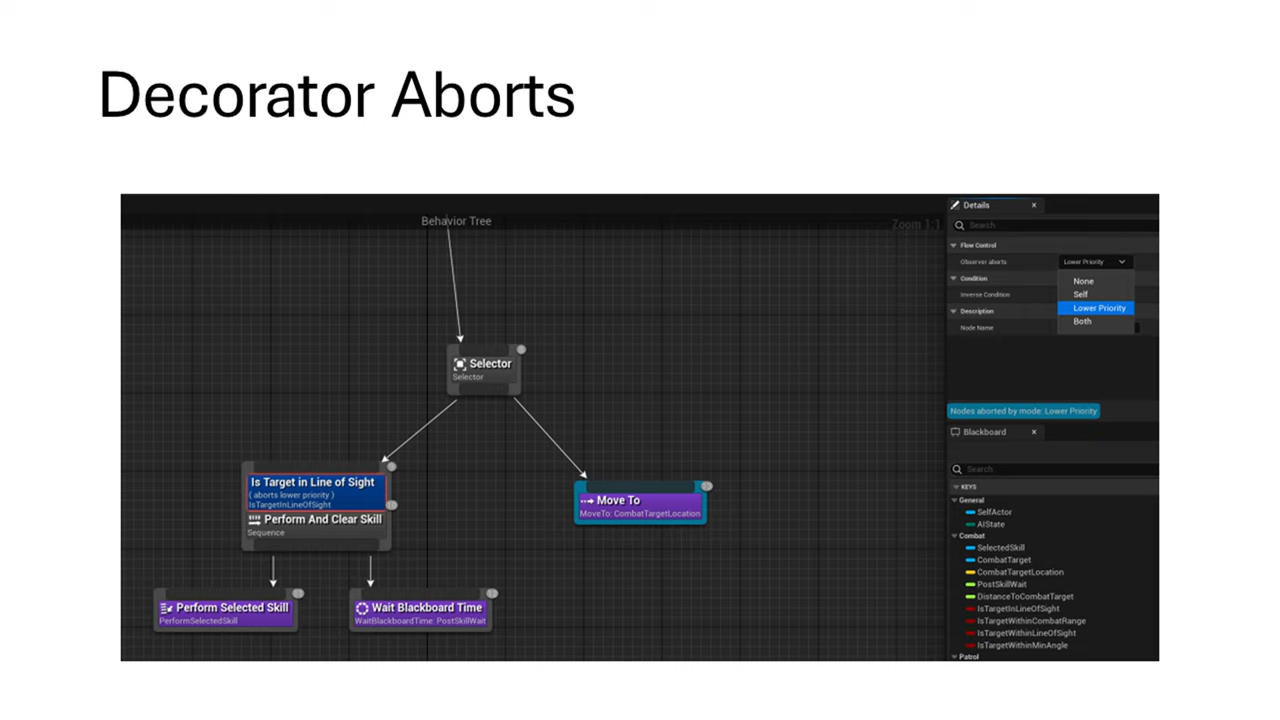 Decorator Aborts
Behavior Tree
Zoom 1:1
Selector
Selector
Is Target in Line of Sight
( aborts lower priority )
IsTargetInLineOfSight
Perform And Clear Skill
Sequence
Move To
MoveTo: CombatTargetLocation
Perform Selected Skill
PerformSelectedSkill
Wait Blackboard Time
WaitBlackboardTime: PostSkillWait
Details
Search
Flow Control
Observer aborts
Lower Priority
None
Self
Lower Priority
Both
Condition
Inverse Condition
Description
Node Name
Nodes aborted by mode: Lower Priority
Blackboard
Search
KEYS
General
SelfActor
AIState
Combat
SelectedSkill
CombatTarget
CombatTargetLocation
PostSkillWait
DistanceToCombatTarget
IsTargetInLineOfSight
IsTargetWithinCombatRange
IsTargetWithinLineOfSight
IsTargetWithinMinAngle
Patrol